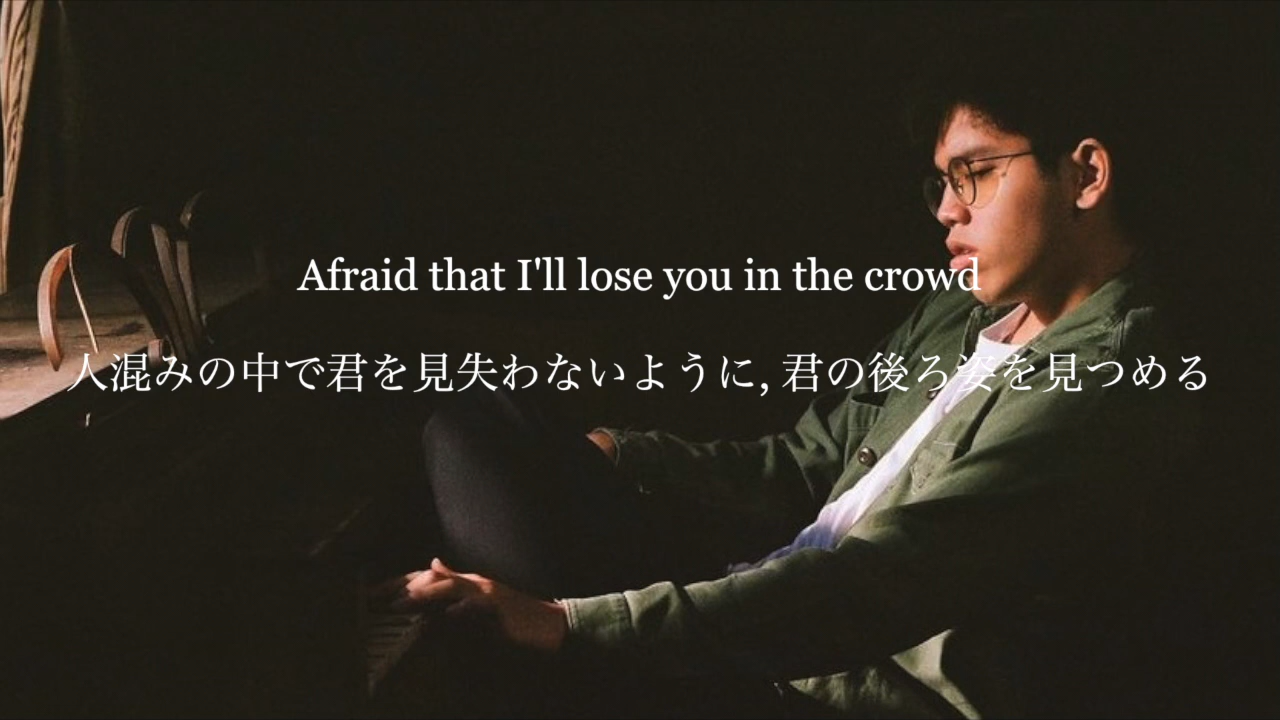 Afraid that I'll lose you in the crowd
人混みの中で君を見失わないように, 君の後ろ姿を見つめる